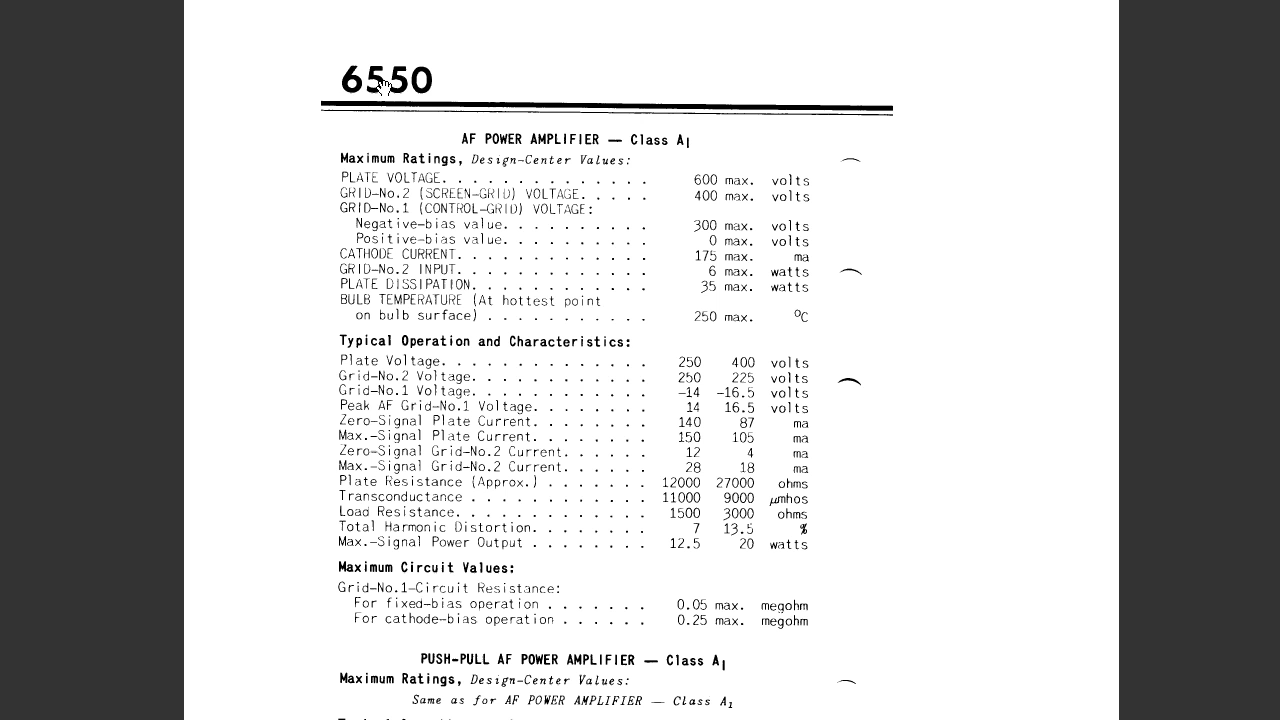 6550
AF POWER AMPLIFIER — Class A1
Maximum Ratings, Design-Center Values:
PLATE VOLTAGE. . . . . . . . . . . . . . 600 max. volts
GRID-No.2 (SCREEN-GRID) VOLTAGE. . . . . 400 max. volts
GRID-No.1 (CONTROL-GRID) VOLTAGE:
Negative-bias value. . . . . . . . . . 300 max. volts
Positive-bias value. . . . . . . . . . 0 max. volts
CATHODE CURRENT. . . . . . . . . . . . . 175 max. ma
GRID-No.2 INPUT. . . . . . . . . . . . . 6 max. watts
PLATE DISSIPATION. . . . . . . . . . . . 35 max. watts
BULB TEMPERATURE (At hottest point
on bulb surface) . . . . . . . . . . . 250 max. °C
Typical Operation and Characteristics:
Plate Voltage. . . . . . . . . . . . . . 250 400 volts
Grid-No.2 Voltage. . . . . . . . . . . . 250 225 volts
Grid-No.1 Voltage. . . . . . . . . . . . -14 -16.5 volts
Peak AF Grid-No.1 Voltage. . . . . . . . 14 16.5 volts
Zero-Signal Plate Current. . . . . . . . 140 87 ma
Max.-Signal Plate Current. . . . . . . . 150 105 ma
Zero-Signal Grid-No.2 Current. . . . . . 12 4 ma
Max.-Signal Grid-No.2 Current. . . . . . 28 18 ma
Plate Resistance (Approx.) . . . . . . . 12000 27000 ohms
Transconductance . . . . . . . . . . . . 11000 9000 μmhos
Load Resistance. . . . . . . . . . . . . 1500 3000 ohms
Total Harmonic Distortion. . . . . . . . 7 13.5 %
Max.-Signal Power Output . . . . . . . . 12.5 20 watts
Maximum Circuit Values:
Grid-No.1-Circuit Resistance:
For fixed-bias operation . . . . . . . 0.05 max. megohm
For cathode-bias operation . . . . . . 0.25 max. megohm
PUSH-PULL AF POWER AMPLIFIER — Class A1
Maximum Ratings, Design-Center Values:
Same as for AF POWER AMPLIFIER — Class A1